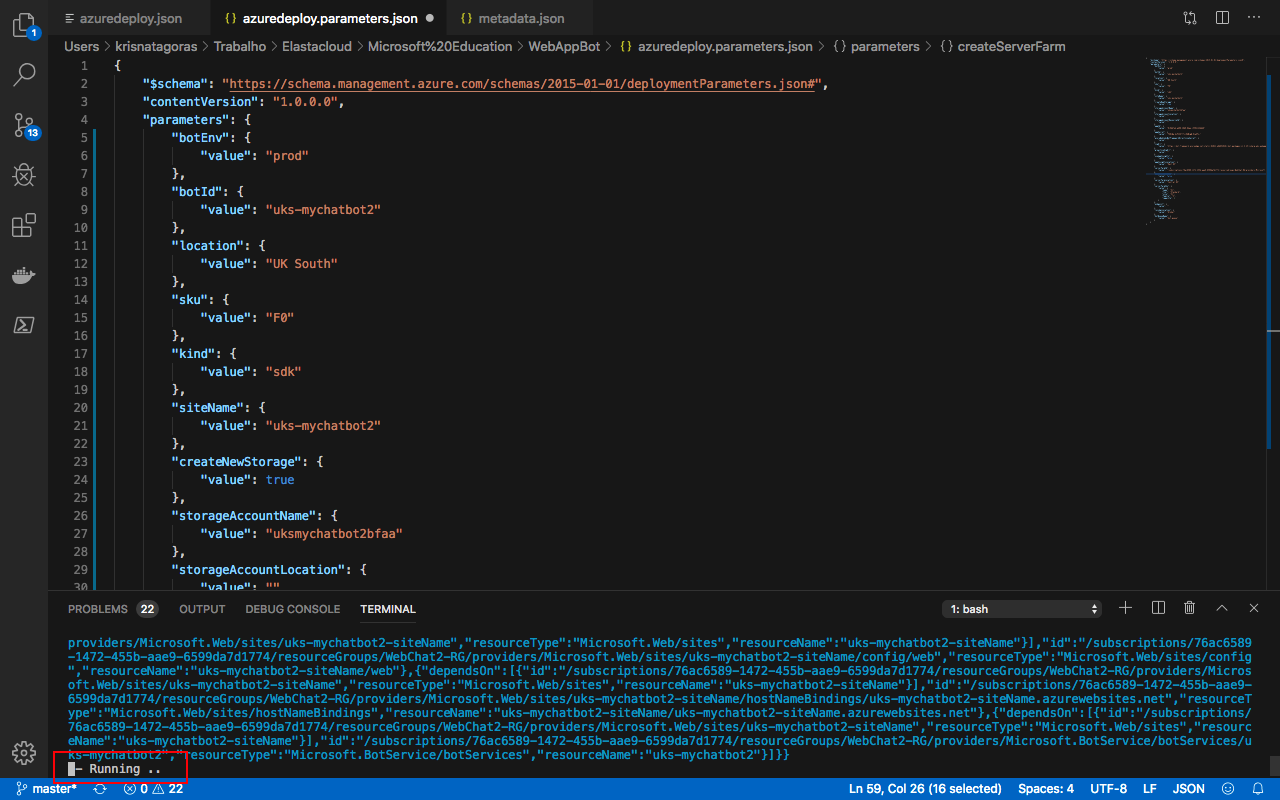 azuredeploy.json
{} azuredeploy.parameters.json
{} metadata.json
1
Users > krisnatagoras > Trabalho > Elastacloud > Microsoft%20Education > WebAppBot > {} azuredeploy.parameters.json > {} parameters > {} createServerFarm
13
1 {
2 "$schema": "https://schema.management.azure.com/schemas/2015-01-01/deploymentParameters.json#",
3 "contentVersion": "1.0.0.0",
4 "parameters": {
5 "botEnv": {
6 "value": "prod"
7 },
8 "botId": {
9 "value": "uks-mychatbot2"
10 },
11 "location": {
12 "value": "UK South"
13 },
14 "sku": {
15 "value": "F0"
16 },
17 "kind": {
18 "value": "sdk"
19 },
20 "siteName": {
21 "value": "uks-mychatbot2"
22 },
23 "createNewStorage": {
24 "value": true
25 },
26 "storageAccountName": {
27 "value": "uksmychatbot2bfaa"
28 },
29 "storageAccountLocation": {
30 "value": ""
PROBLEMS 22 OUTPUT DEBUG CONSOLE TERMINAL 1: bash
providers/Microsoft.Web/sites/uks-mychatbot2-siteName","resourceType":"Microsoft.Web/sites","resourceName":"uks-mychatbot2-siteName"}],"id":"/subscriptions/76ac6589
-1472-455b-aae9-6599da7d1774/resourceGroups/WebChat2-RG/providers/Microsoft.Web/sites/uks-mychatbot2-siteName/config/web","resourceType":"Microsoft.Web/sites/config
","resourceName":"uks-mychatbot2-siteName/web"},{"dependsOn":[{"id":"/subscriptions/76ac6589-1472-455b-aae9-6599da7d1774/resourceGroups/WebChat2-RG/providers/Micros
oft.Web/sites/uks-mychatbot2-siteName","resourceType":"Microsoft.Web/sites","resourceName":"uks-mychatbot2-siteName"}],"id":"/subscriptions/76ac6589-1472-455b-aae9-
6599da7d1774/resourceGroups/WebChat2-RG/providers/Microsoft.Web/sites/uks-mychatbot2-siteName/hostNameBindings/uks-mychatbot2-siteName.azurewebsites.net","resource
Type":"Microsoft.Web/sites/hostNameBindings","resourceName":"uks-mychatbot2-siteName/uks-mychatbot2-siteName.azurewebsites.net"},{"dependsOn":[{"id":"/subscriptions/
76ac6589-1472-455b-aae9-6599da7d1774/resourceGroups/WebChat2-RG/providers/Microsoft.Web/sites/uks-mychatbot2-siteName","resourceType":"Microsoft.Web/sites","resourc
eName":"uks-mychatbot2-siteName"}],"id":"/subscriptions/76ac6589-1472-455b-aae9-6599da7d1774/resourceGroups/WebChat2-RG/providers/Microsoft.BotService/botServices/u
ks-mychatbot2","resourceType":"Microsoft.BotService/botServices","resourceName":"uks-mychatbot2"}]}}
- Running ..
master* 0 22 Ln 59, Col 26 (16 selected) Spaces: 4 UTF-8 LF JSON